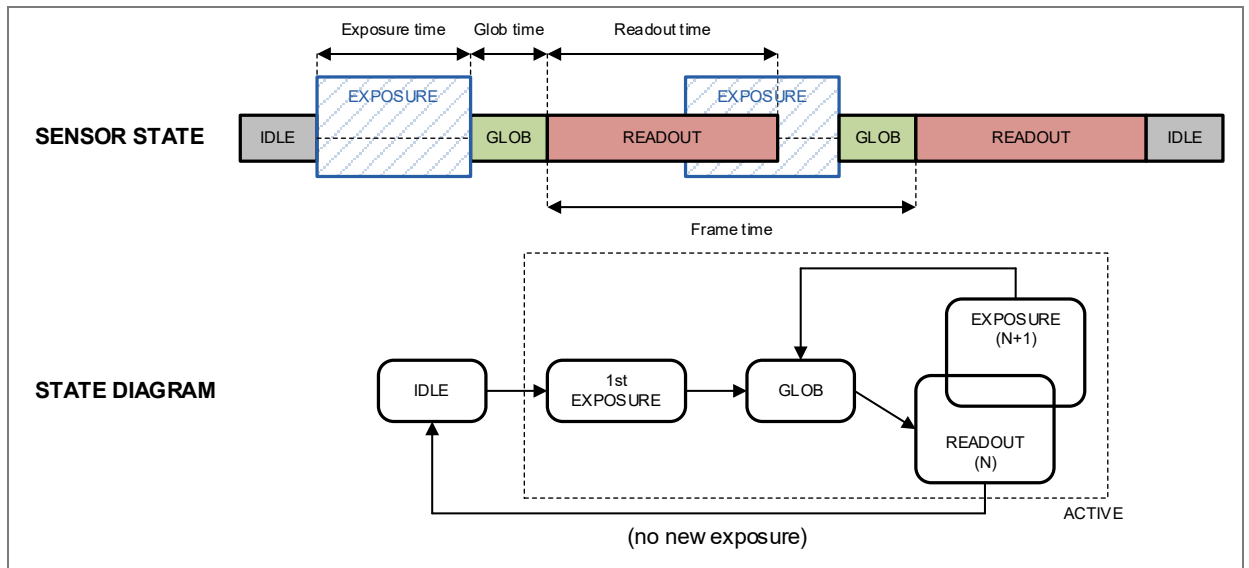 Exposure time
Glob time
Readout time
SENSOR STATE
IDLE
EXPOSURE
GLOB
READOUT
EXPOSURE
GLOB
READOUT
IDLE
Frame time
STATE DIAGRAM
IDLE
1st
EXPOSURE
GLOB
EXPOSURE
(N+1)
READOUT
(N)
ACTIVE
(no new exposure)